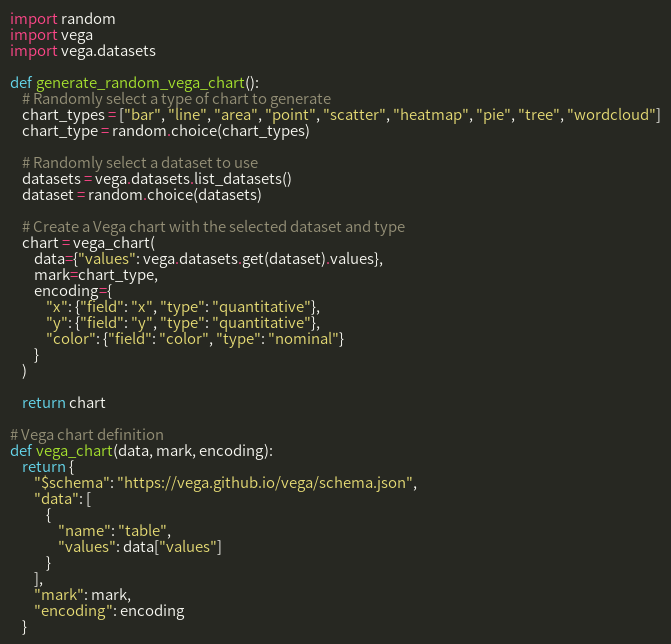 import random
import vega
import vega.datasets
def generate_random_vega_chart():
# Randomly select a type of chart to generate
chart_types = ["bar", "line", "area", "point", "scatter", "heatmap", "pie", "tree", "wordcloud"]
chart_type = random.choice(chart_types)
# Randomly select a dataset to use
datasets = vega.datasets.list_datasets()
dataset = random.choice(datasets)
# Create a Vega chart with the selected dataset and type
chart = vega_chart(
data={"values": vega.datasets.get(dataset).values},
mark=chart_type,
encoding={
"x": {"field": "x", "type": "quantitative"},
"y": {"field": "y", "type": "quantitative"},
"color": {"field": "color", "type": "nominal"}
}
)
return chart
# Vega chart definition
def vega_chart(data, mark, encoding):
return {
"$schema": "https://vega.github.io/vega/schema.json",
"data": [
{
"name": "table",
"values": data["values"]
}
],
"mark": mark,
"encoding": encoding
}